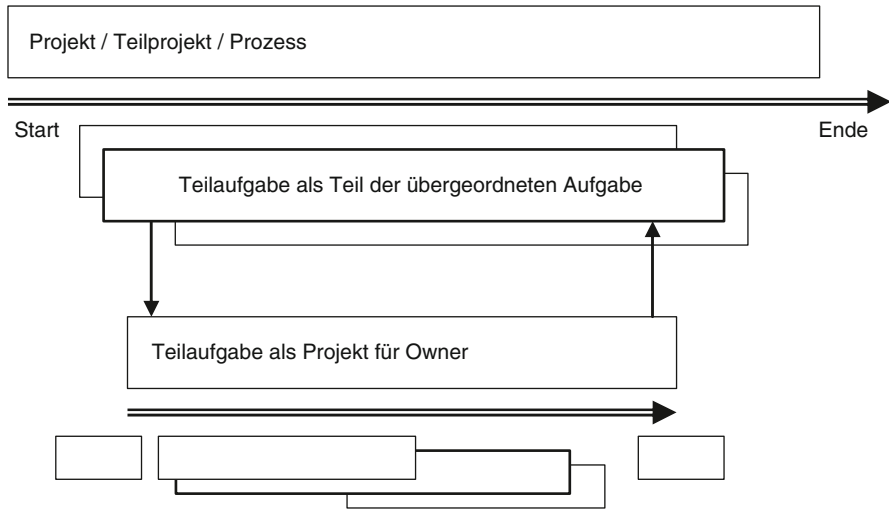 Projekt / Teilprojekt / Prozess
Start
Ende
Teilaufgabe als Teil der übergeordneten Aufgabe
Teilaufgabe als Projekt für Owner